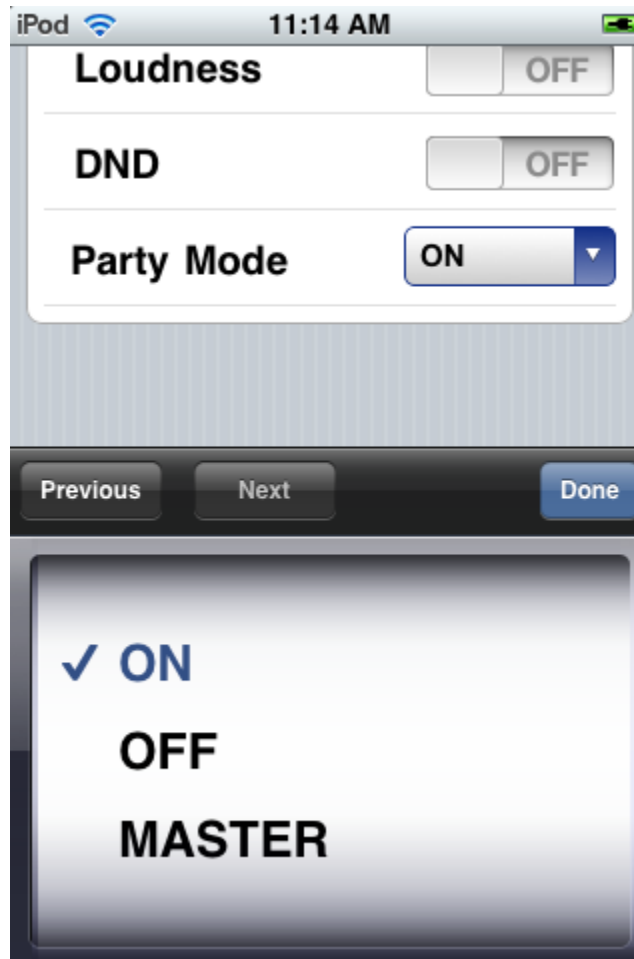 iPod 11:14 AM
Loudness OFF
DND OFF
Party Mode ON
Previous Next Done
ON
OFF
MASTER